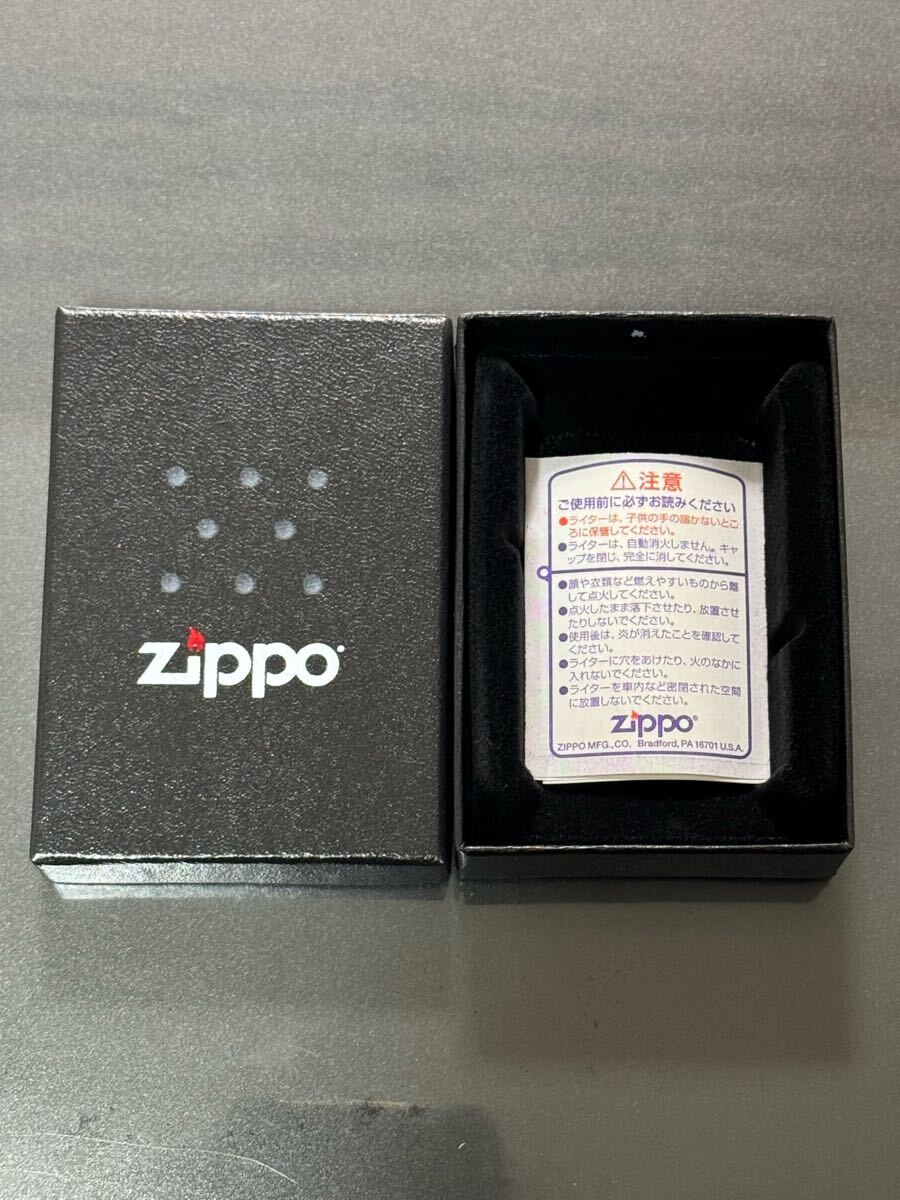 zippo
注意
ご使用前に必ずお読みください
●ライターは、子供の手の届かないとこ
ろに保管してください。
●ライターは、自動消火しません。キャ
ップを閉じ、完全に消してください。
●顔や衣類など燃えやすいものから離
して点火してください。
●点火したまま落下させたり、放置させ
たりしないでください。
●使用後は、炎が消えたことを確認して
ください。
●ライターに穴をあけたり、火のなかに
入れないでください。
●ライターを車内など密閉された空間
に放置しないでください。
zippo
ZIPPO MFG.,CO. Bradford, PA 16701 U.S.A.